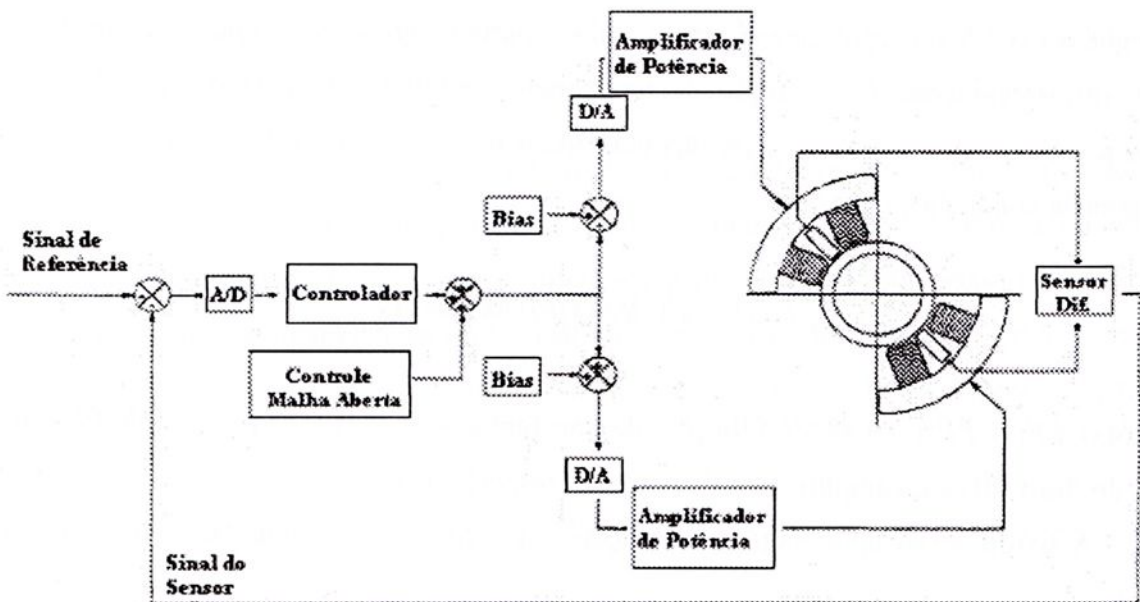 Amplificador
de Potência
D/A
Bias
Sinal de
Referência
A/D
Controlador
Sensor
Dif.
Controle
Malha Aberta
Bias
D/A
Amplificador
de Potência
Sinal do
Sensor